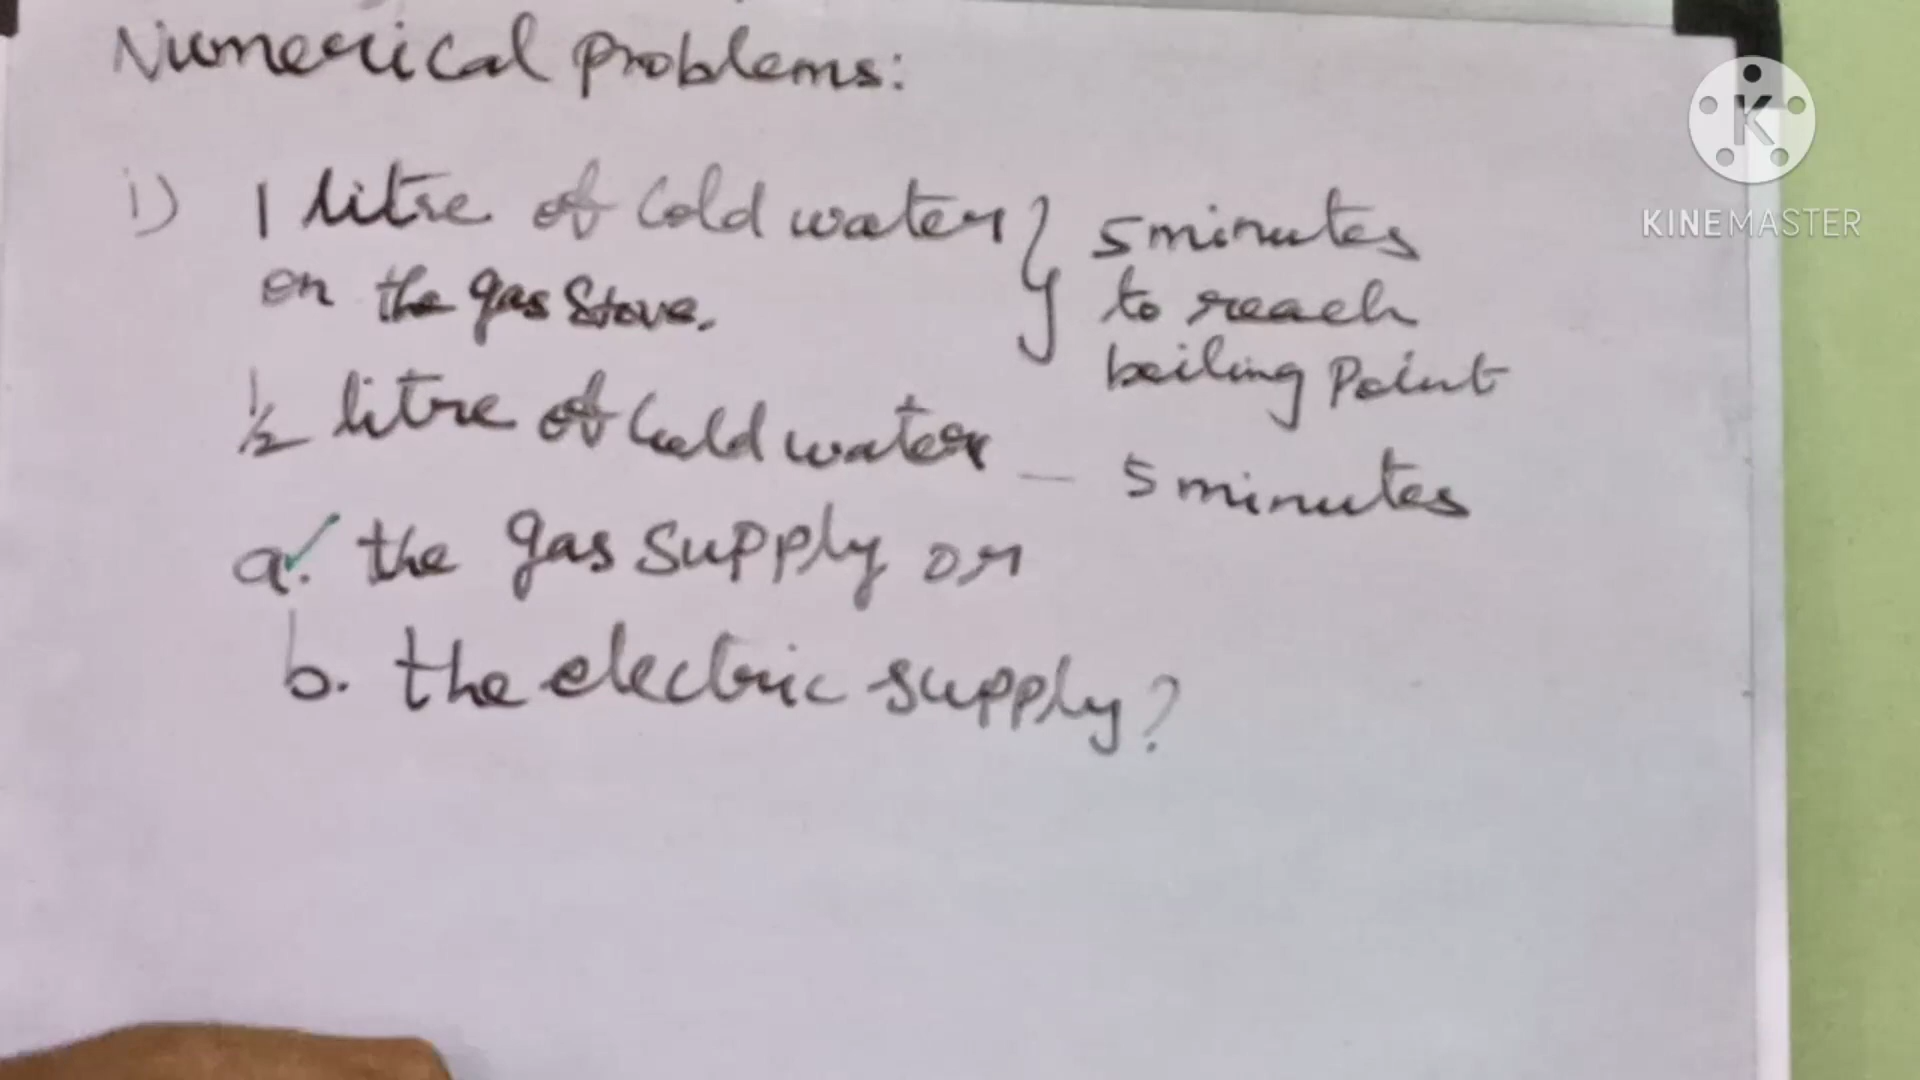 Numerical problems:
i) 1 litre of cold water } 5 minutes
on the gas stove. to reach
boiling point
1/2 litre of cold water - 5 minutes
a. ✓ the gas supply or
b. the electric supply?
K
KINEMASTER